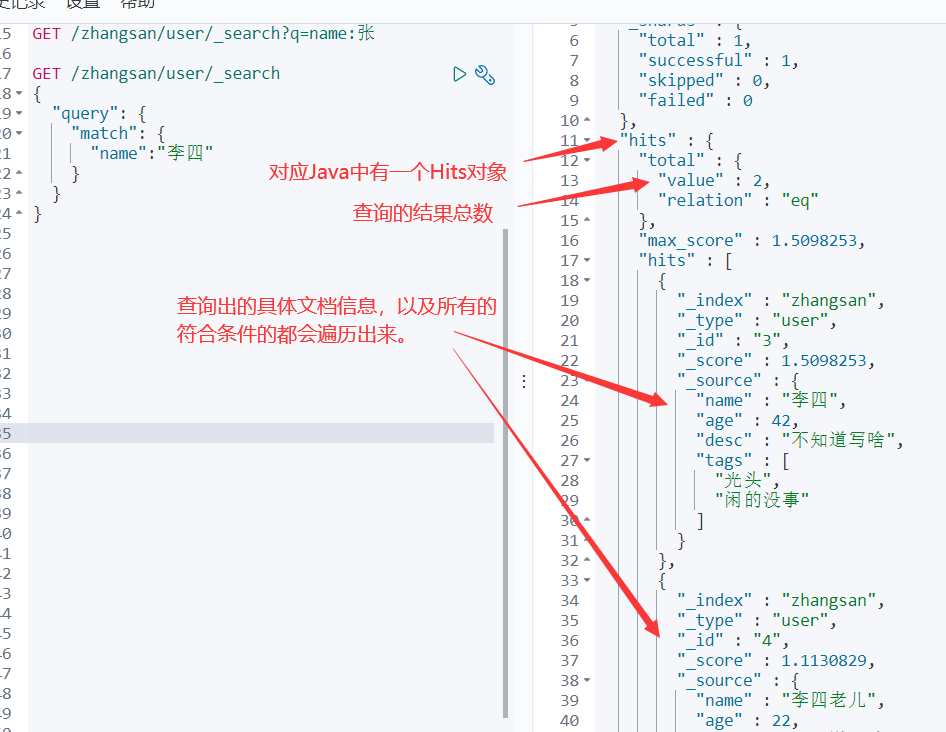 史记录 设置 帮助
15 GET /zhangsan/user/_search?q=name:张
16
17 GET /zhangsan/user/_search
18 {
19 "query": {
20 "match": {
21 "name":"李四"
22 }
23 }
24 }
25
26
27
28
29
30
31
32
33
34
35
36
37
38
39
40
41
42
43
44
45
46
47
48
49
对应Java中有一个Hits对象
查询的结果总数
查询出的具体文档信息，以及所有的
符合条件的都会遍历出来。
5 "_shards" : {
6 "total" : 1,
7 "successful" : 1,
8 "skipped" : 0,
9 "failed" : 0
10 },
11 "hits" : {
12 "total" : {
13 "value" : 2,
14 "relation" : "eq"
15 },
16 "max_score" : 1.5098253,
17 "hits" : [
18 {
19 "_index" : "zhangsan",
20 "_type" : "user",
21 "_id" : "3",
22 "_score" : 1.5098253,
23 "_source" : {
24 "name" : "李四",
25 "age" : 42,
26 "desc" : "不知道写啥",
27 "tags" : [
28 "光头",
29 "闲的没事"
30 ]
31 }
32 },
33 {
34 "_index" : "zhangsan",
35 "_type" : "user",
36 "_id" : "4",
37 "_score" : 1.1130829,
38 "_source" : {
39 "name" : "李四老儿",
40 "age" : 22,